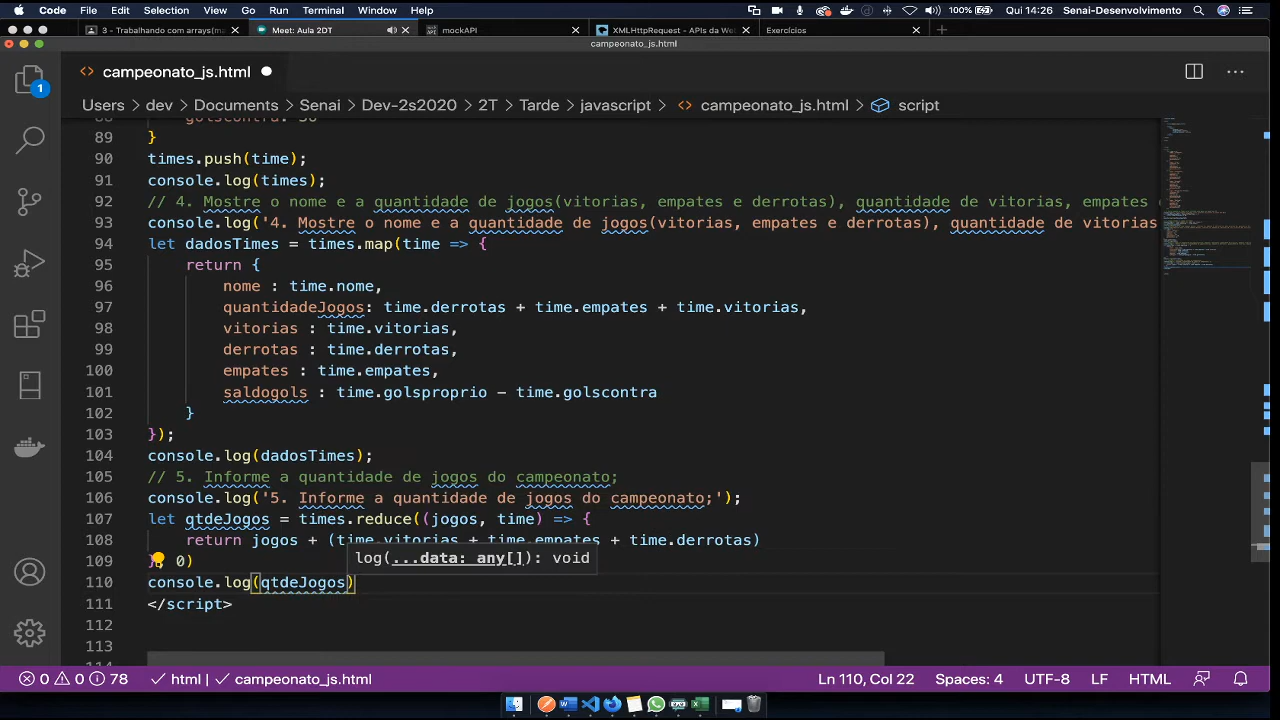 Code File Edit Selection View Go Run Terminal Window Help 100% Qui 14:26 Senai-Desenvolvimento
3 - Trabalhando com arrays(ma Meet: Aula 2DT mockAPI XMLHttpRequest - APIs da Web Exercícios
campeonato_js.html
campeonato_js.html
Users > dev > Documents > Senai > Dev-2s2020 > 2T > Tarde > javascript > campeonato_js.html > script
1
89 }
90 times.push(time);
91 console.log(times);
92 // 4. Mostre o nome e a quantidade de jogos(vitorias, empates e derrotas), quantidade de vitorias, empates
93 console.log('4. Mostre o nome e a quantidade de jogos(vitorias, empates e derrotas), quantidade de vitorias
94 let dadosTimes = times.map(time => {
95 return {
96 nome : time.nome,
97 quantidadeJogos: time.derrotas + time.empates + time.vitorias,
98 vitorias : time.vitorias,
99 derrotas : time.derrotas,
100 empates : time.empates,
101 saldogols : time.golsproprio - time.golscontra
102 }
103 });
104 console.log(dadosTimes);
105 // 5. Informe a quantidade de jogos do campeonato;
106 console.log('5. Informe a quantidade de jogos do campeonato;');
107 let qtdeJogos = times.reduce((jogos, time) => {
108 return jogos + (time.vitorias + time.empates + time.derrotas)
109 } 0)
log(...data: any[]): void
110 console.log(qtdeJogos)
111 </script>
112
113
0 0 78 html | campeonato_js.html Ln 110, Col 22 Spaces: 4 UTF-8 LF HTML